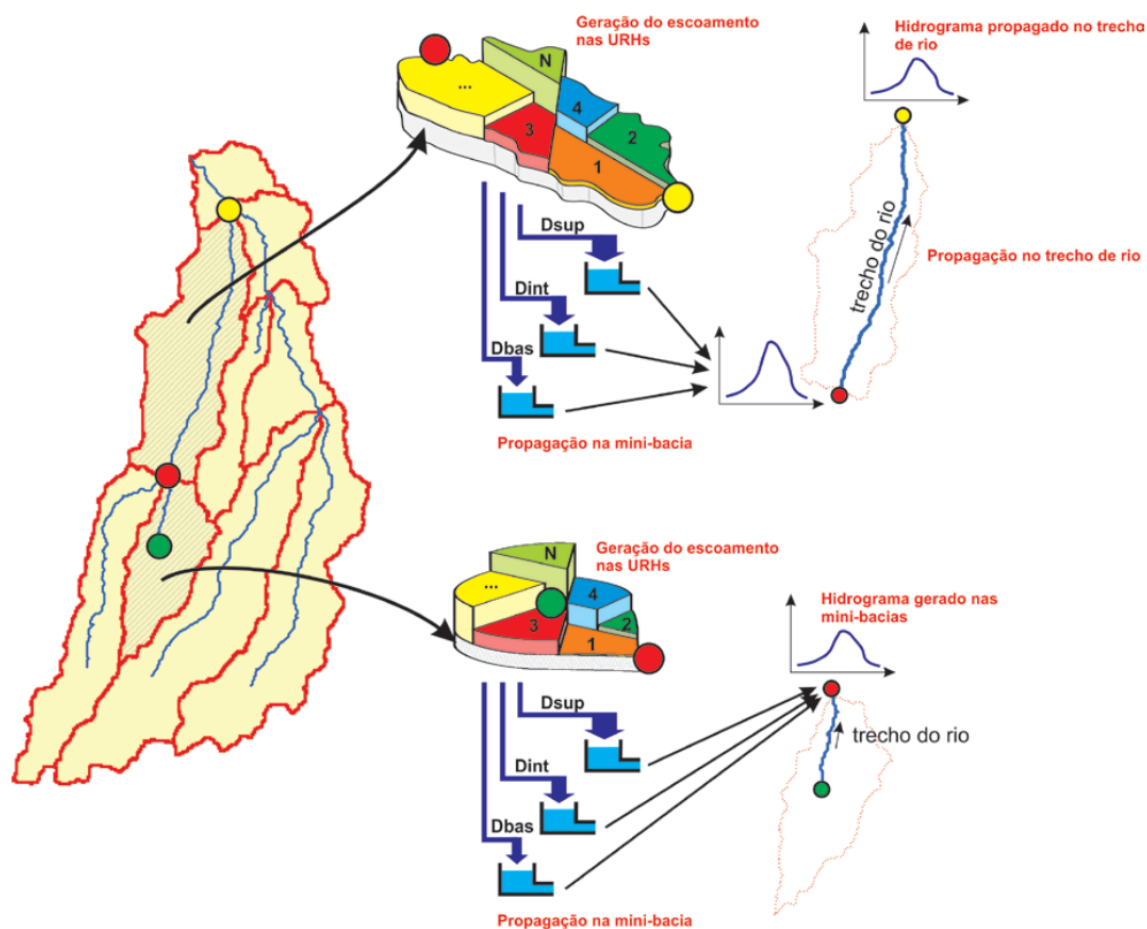 Geração do escoamento
nas URHs
N
...
4
3
2
1
Dsup
Dint
Dbas
Propagação na mini-bacia
Hidrograma propagado no trecho
de rio
trecho do rio
Propagação no trecho de rio
Geração do escoamento
nas URHs
N
...
4
3
2
1
Dsup
Dint
Dbas
Propagação na mini-bacia
Hidrograma gerado nas
mini-bacias
trecho do rio